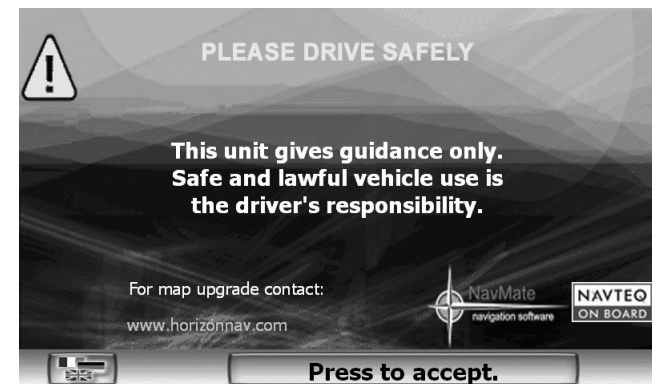 PLEASE DRIVE SAFELY
This unit gives guidance only.
Safe and lawful vehicle use is
the driver's responsibility.
For map upgrade contact:
www.horizonnav.com
NavMate
navigation software
NAVTEQ
ON BOARD
Press to accept.